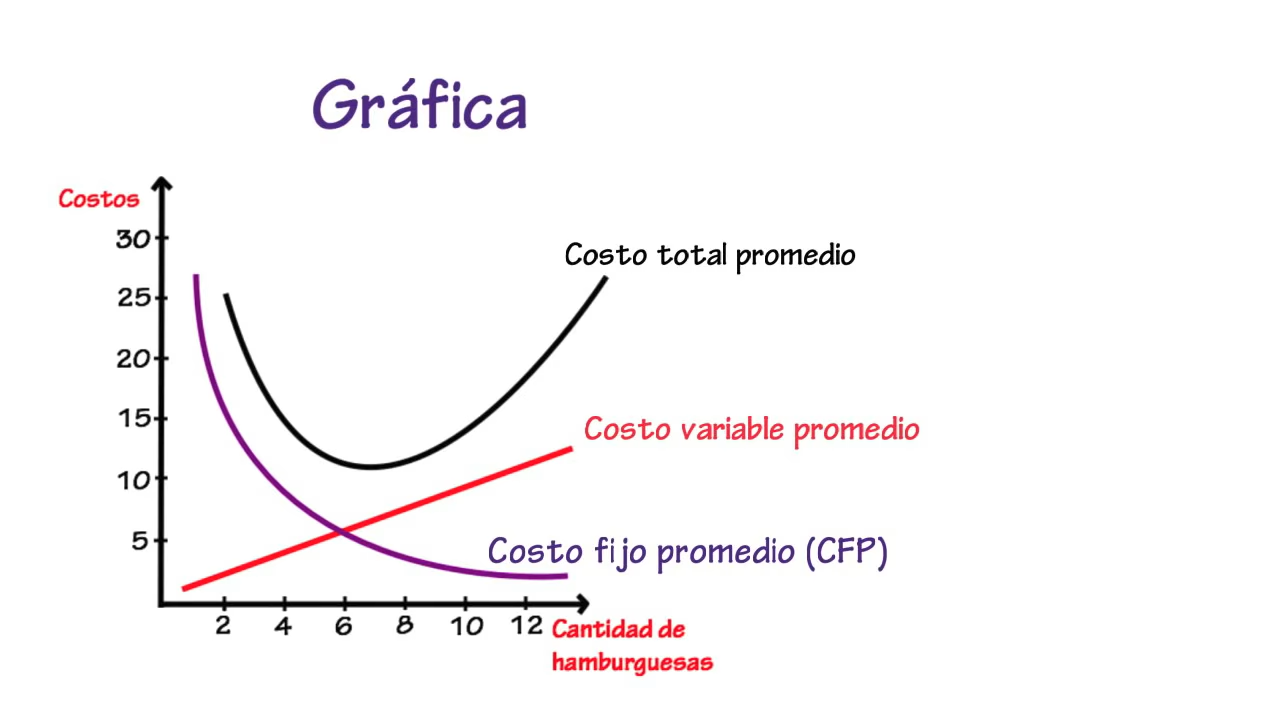 Gráfica
Costos
30
25
20
15
10
5
Costo total promedio
Costo variable promedio
Costo fijo promedio (CFP)
2 4 6 8 10 12
Cantidad de
hamburguesas